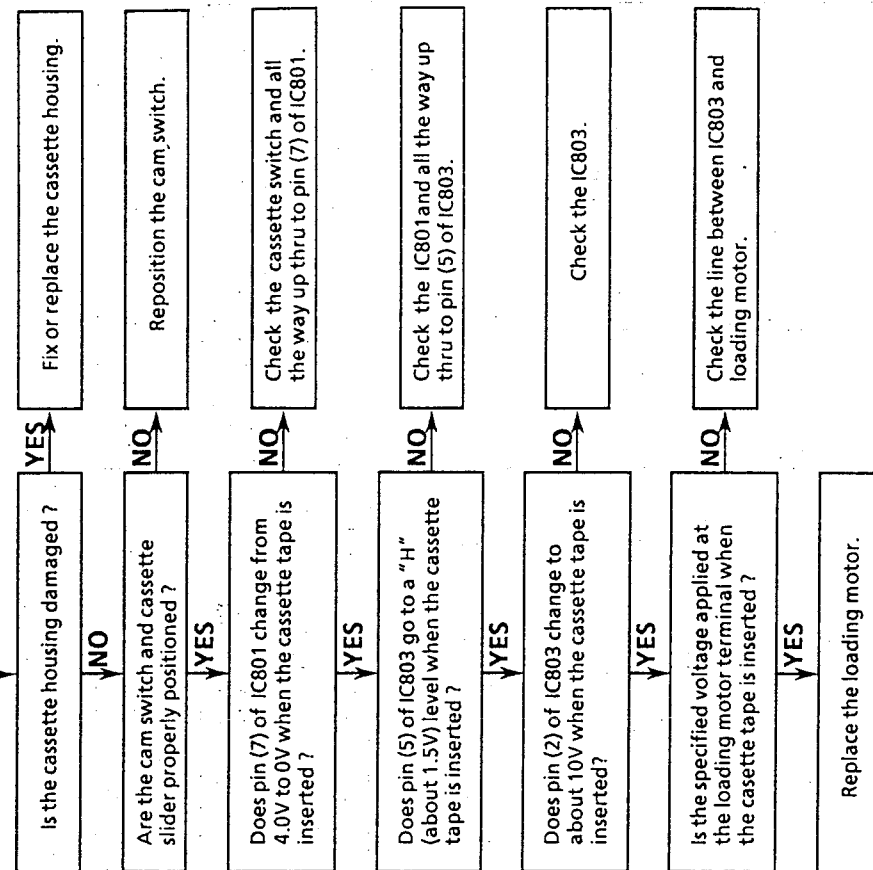 Is the cassette housing damaged ?
YES
Fix or replace the cassette housing.
NO
Are the cam switch and cassette
slider properly positioned ?
NO
Reposition the cam switch.
YES
Does pin (7) of IC801 change from
4.0V to 0V when the cassette tape is
inserted ?
NO
Check the cassette switch and all
the way up thru to pin (7) of IC801.
YES
Does pin (5) of IC803 go to a "H"
(about 1.5V) level when the cassette
tape is inserted ?
NO
Check the IC801and all the way up
thru to pin (5) of IC803.
YES
Does pin (2) of IC803 change to
about 10V when the cassette tape is
inserted?
NO
Check the IC803.
YES
Is the specified voltage applied at
the loading motor terminal when
the casette tape is inserted ?
NO
Check the line between IC803 and
loading motor.
YES
Replace the loading motor.